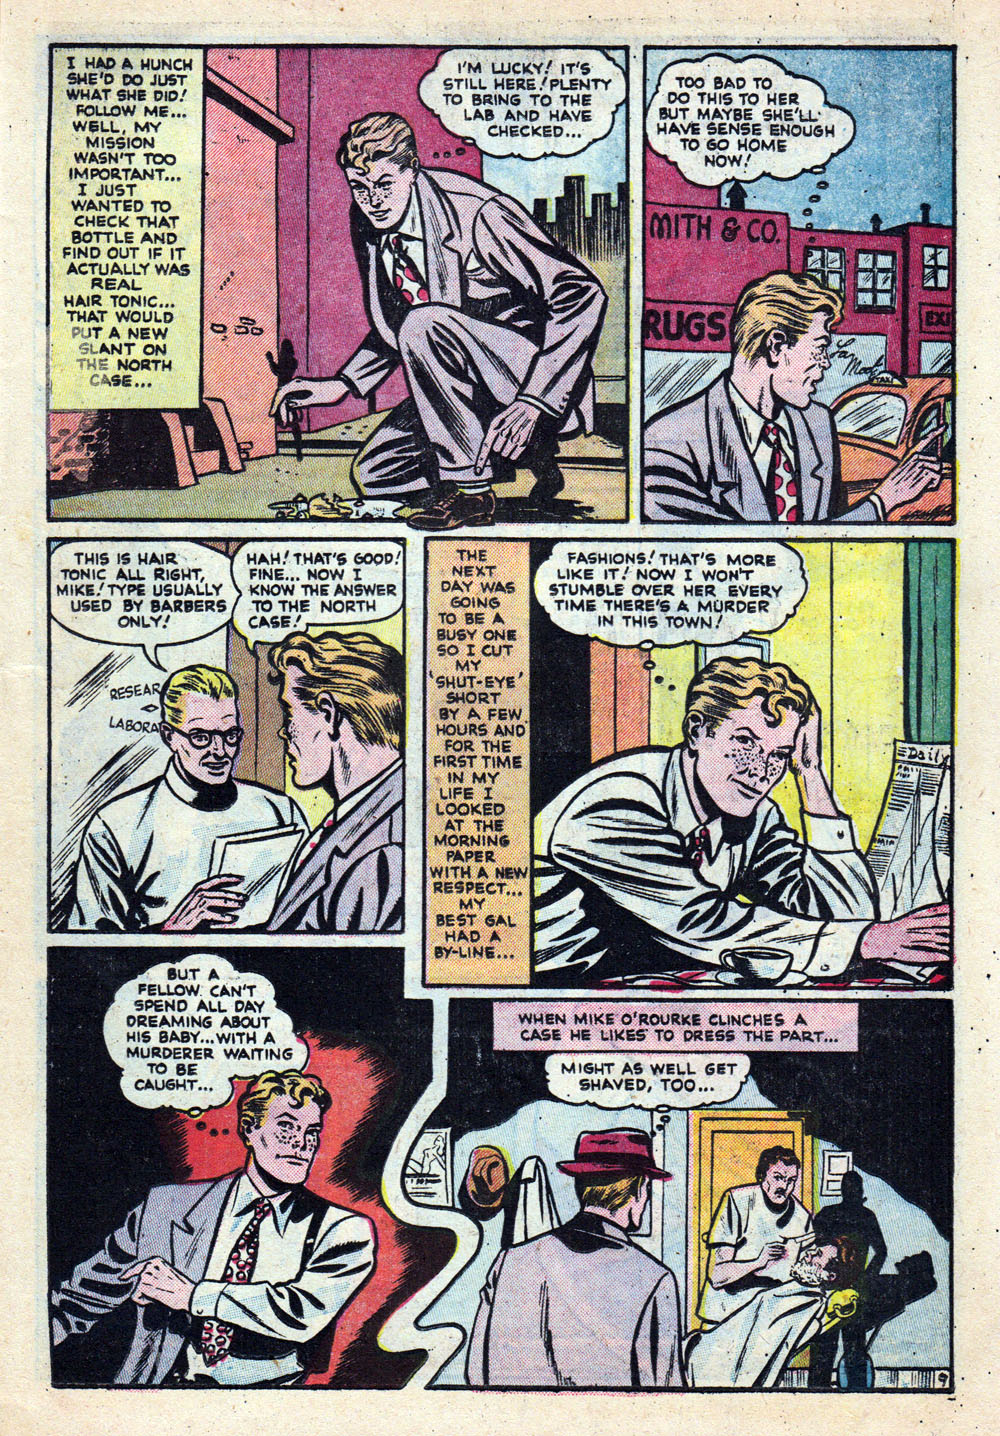 I HAD A HUNCH
SHE'D DO JUST
WHAT SHE DID!
FOLLOW ME...
WELL, MY
MISSION
WASN'T TOO
IMPORTANT...
I JUST
WANTED TO
CHECK THAT
BOTTLE AND
FIND OUT IF IT
ACTUALLY WAS
REAL
HAIR TONIC...
THAT WOULD
PUT A NEW
SLANT ON
THE NORTH
CASE...
I'M LUCKY! IT'S
STILL HERE! PLENTY
TO BRING TO THE
LAB AND HAVE
CHECKED...
TOO BAD TO
DO THIS TO HER
BUT MAYBE SHE'LL
HAVE SENSE ENOUGH
TO GO HOME
NOW!
MITH & CO.
RUGS
EXI
La Moda
TAXI
THIS IS HAIR
TONIC ALL RIGHT,
MIKE! TYPE USUALLY
USED BY BARBERS
ONLY!
HAH! THAT'S GOOD!
FINE... NOW I
KNOW THE ANSWER
TO THE NORTH
CASE!
RESEAR
LABORAT
THE
NEXT
DAY WAS
GOING
TO BE A
BUSY ONE
SO I CUT
MY
'SHUT-EYE'
SHORT
BY A FEW
HOURS AND
FOR THE
FIRST TIME
IN MY
LIFE I
LOOKED
AT THE
MORNING
PAPER
WITH A NEW
RESPECT...
MY
BEST GAL
HAD A
BY-LINE...
FASHIONS! THAT'S MORE
LIKE IT! NOW I WON'T
STUMBLE OVER HER EVERY
TIME THERE'S A MURDER
IN THIS TOWN!
Daily
BUT A
FELLOW CAN'T
SPEND ALL DAY
DREAMING ABOUT
HIS BABY...WITH A
MURDERER WAITING
TO BE
CAUGHT...
WHEN MIKE O'ROURKE CLINCHES A
CASE HE LIKES TO DRESS THE PART...
MIGHT AS WELL GET
SHAVED, TOO...
9